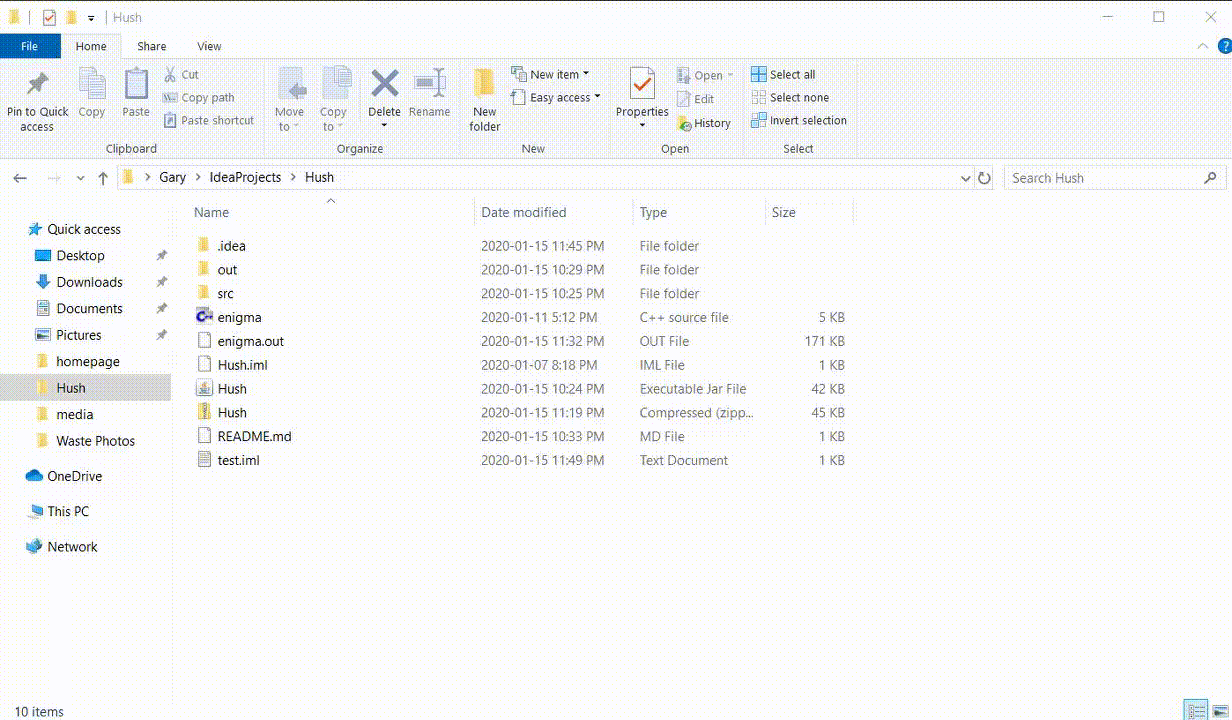 Hush
File Home Share View
Pin to Quick access
Copy
Paste
Cut
Copy path
Paste shortcut
Clipboard
Move to
Copy to
Delete
Rename
Organize
New folder
New item
Easy access
New
Properties
Open
Edit
History
Open
Select all
Select none
Invert selection
Select
Gary > IdeaProjects > Hush
Search Hush
Quick access
Desktop
Downloads
Documents
Pictures
homepage
Hush
media
Waste Photos
OneDrive
This PC
Network
Name Date modified Type Size
.idea 2020-01-15 11:45 PM File folder
out 2020-01-15 10:29 PM File folder
src 2020-01-15 10:25 PM File folder
enigma 2020-01-11 5:12 PM C++ source file 5 KB
enigma.out 2020-01-15 11:32 PM OUT File 171 KB
Hush.iml 2020-01-07 8:18 PM IML File 1 KB
Hush 2020-01-15 10:24 PM Executable Jar File 42 KB
Hush 2020-01-15 11:19 PM Compressed (zipp... 45 KB
README.md 2020-01-15 10:33 PM MD File 1 KB
test.iml 2020-01-15 11:49 PM Text Document 1 KB
10 items